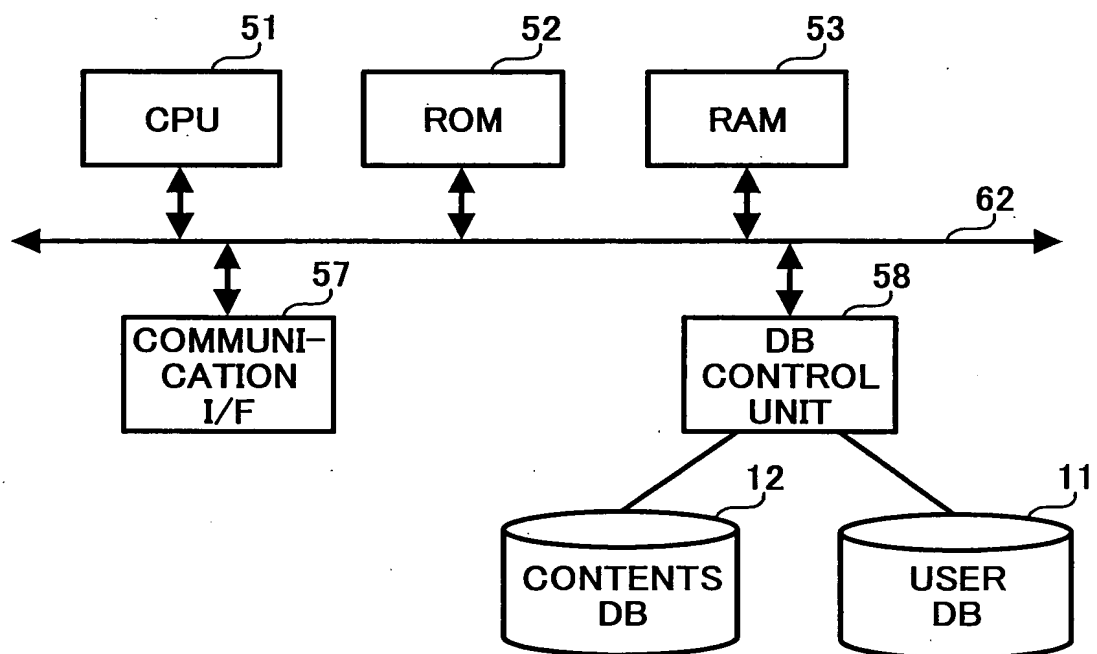 51
52
53
CPU
ROM
RAM
62
57
58
COMMUNI-
CATION
I/F
DB
CONTROL
UNIT
12
11
CONTENTS
DB
USER
DB